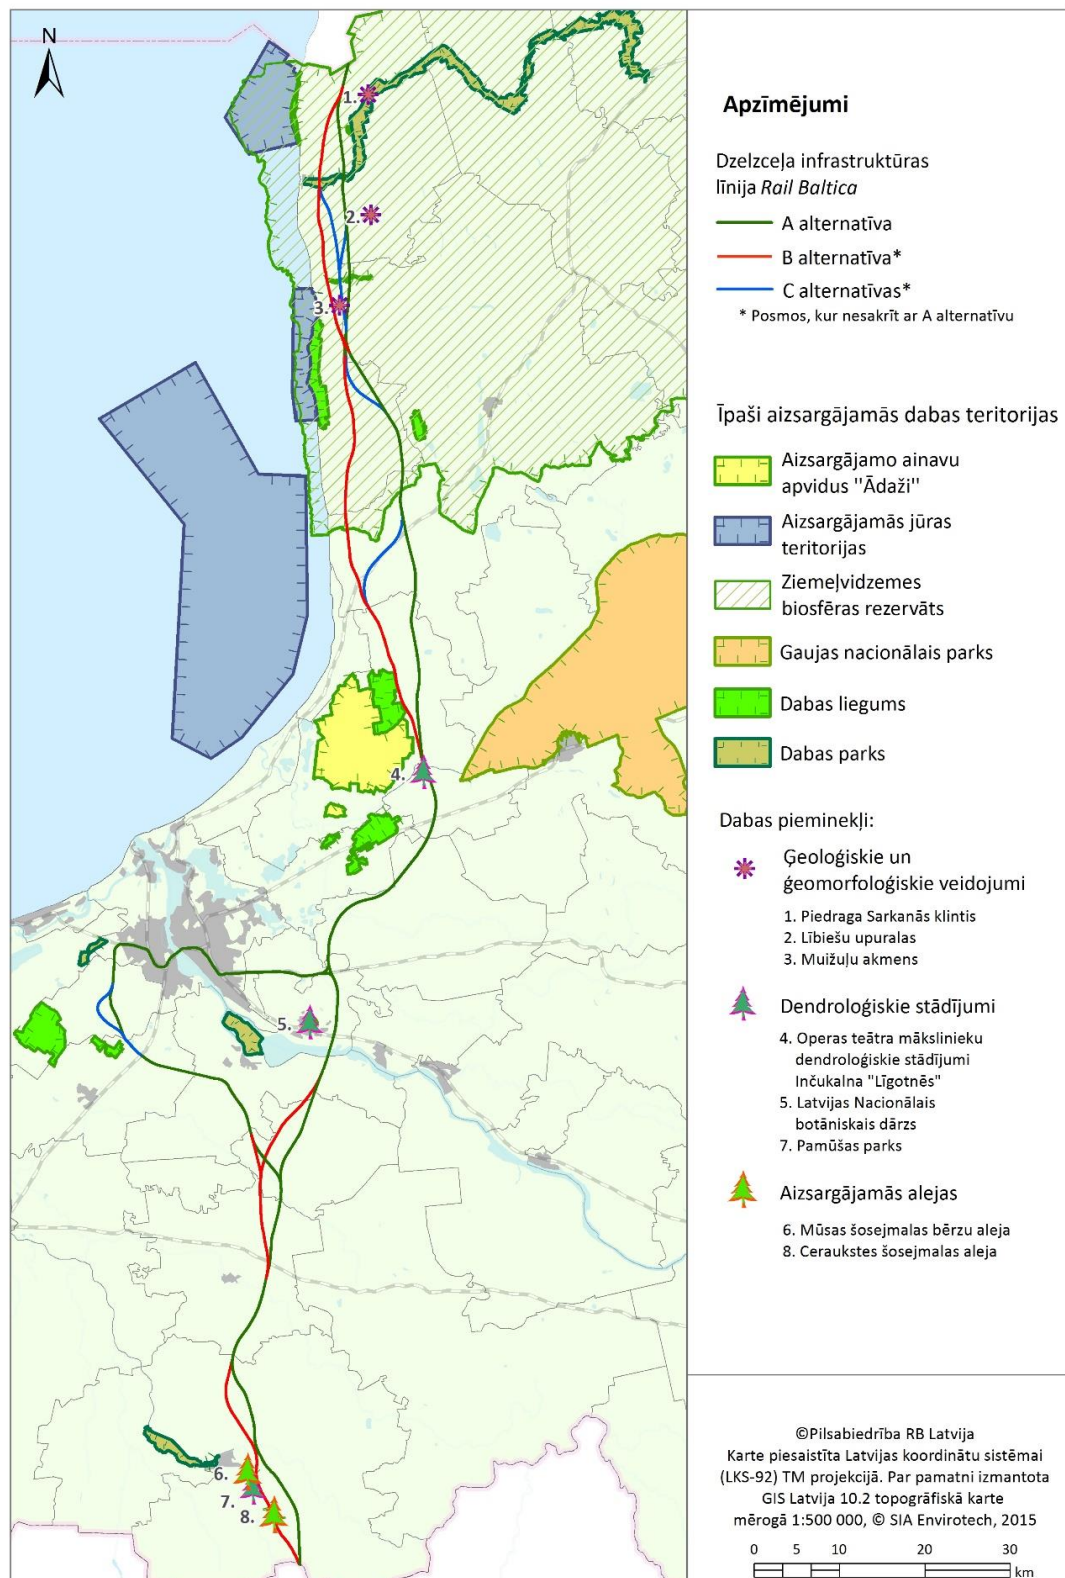 N
1.
2.
3.
4.
5.
6.
7.
8.
Apzīmējumi
Dzelzceļa infrastruktūras
līnija Rail Baltica
A alternatīva
B alternatīva*
C alternatīvas*
* Posmos, kur nesakrīt ar A alternatīvu
Īpaši aizsargājamās dabas teritorijas
Aizsargājamo ainavu
apvidus "Ādaži"
Aizsargājamās jūras
teritorijas
Ziemeļvidzemes
biosfēras rezervāts
Gaujas nacionālais parks
Dabas liegums
Dabas parks
Dabas pieminekļi:
Ģeoloģiskie un
ģeomorfoloģiskie veidojumi
1. Piedraga Sarkanās klintis
2. Lībiešu upuralas
3. Muižuļu akmens
Dendroloģiskie stādījumi
4. Operas teātra mākslinieku
dendroloģiskie stādījumi
Inčukalna "Līgotnēs"
5. Latvijas Nacionālais
botāniskais dārzs
7. Pamūšas parks
Aizsargājamās alejas
6. Mūsas šosejmalas bērzu aleja
8. Ceraukstes šosejmalas aleja
©Pilsabiedrība RB Latvija
Karte piesaistīta Latvijas koordinātu sistēmai
(LKS-92) TM projekcijā. Par pamatni izmantota
GIS Latvija 10.2 topogrāfiskā karte
mērogā 1:500 000, © SIA Envirotech, 2015
0 5 10 20 30
km